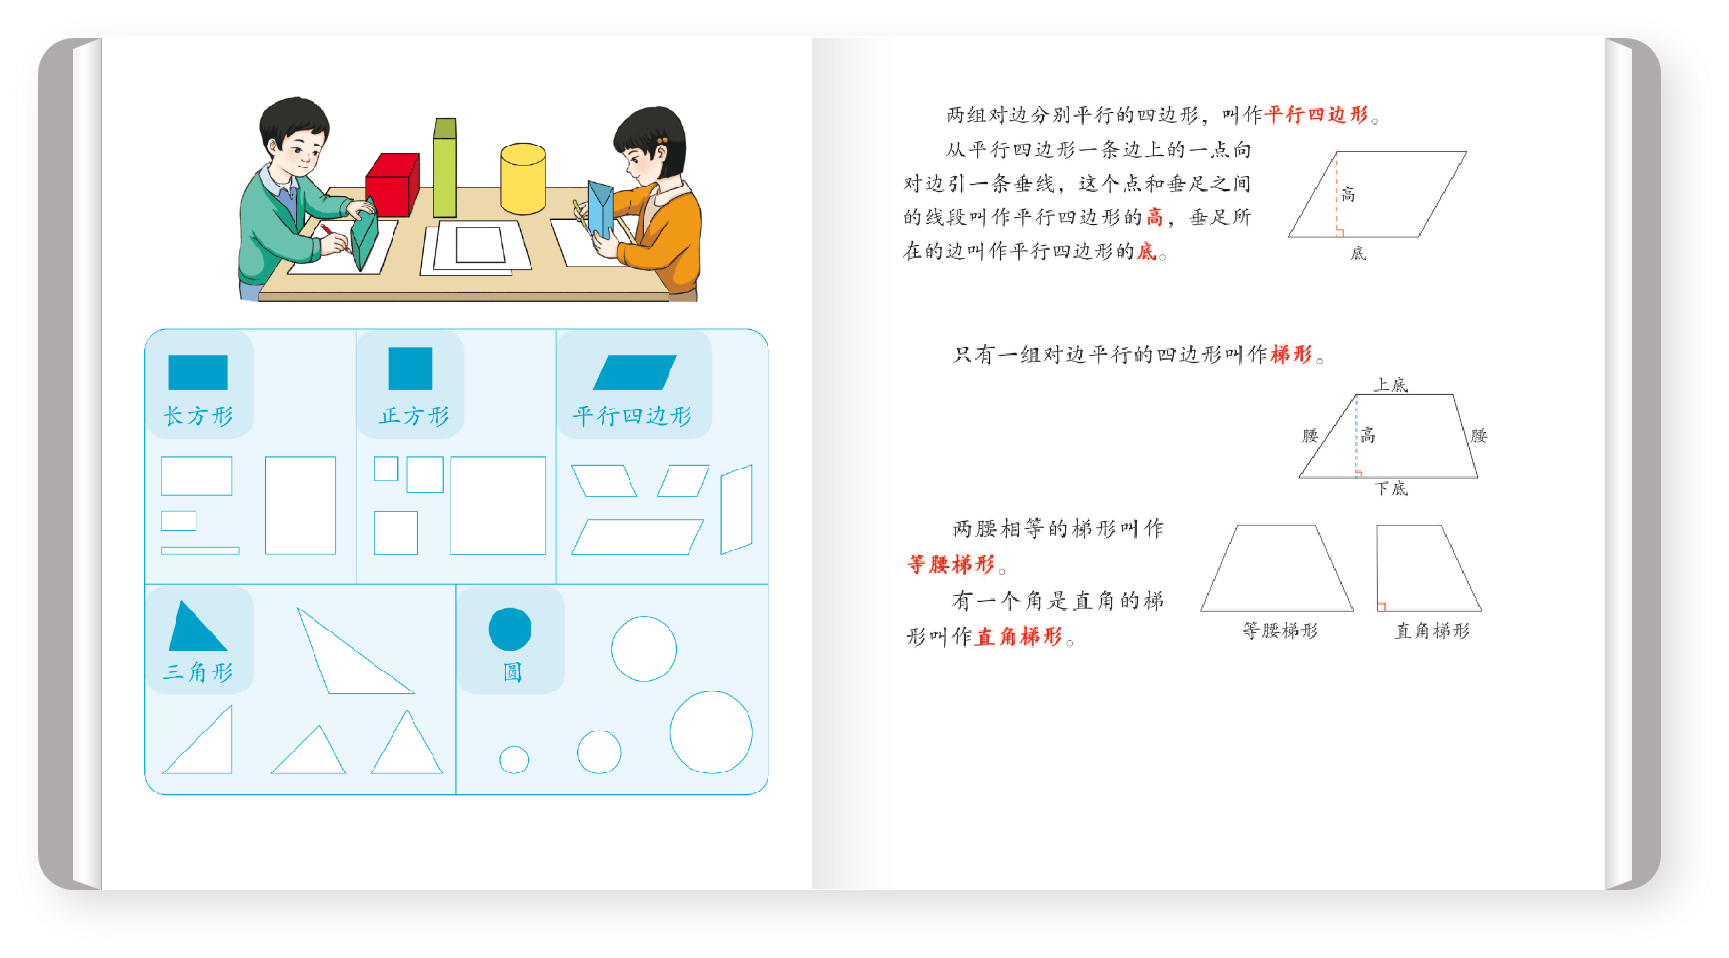 长方形
正方形
平行四边形
三角形
圆
两组对边分别平行的四边形，叫作平行四边形。
从平行四边形一条边上的一点向
对边引一条垂线，这个点和垂足之间
的线段叫作平行四边形的高，垂足所
在的边叫作平行四边形的底。
高
底
只有一组对边平行的四边形叫作梯形。
上底
腰
高
腰
下底
两腰相等的梯形叫作
等腰梯形。
有一个角是直角的梯
形叫作直角梯形。
等腰梯形
直角梯形